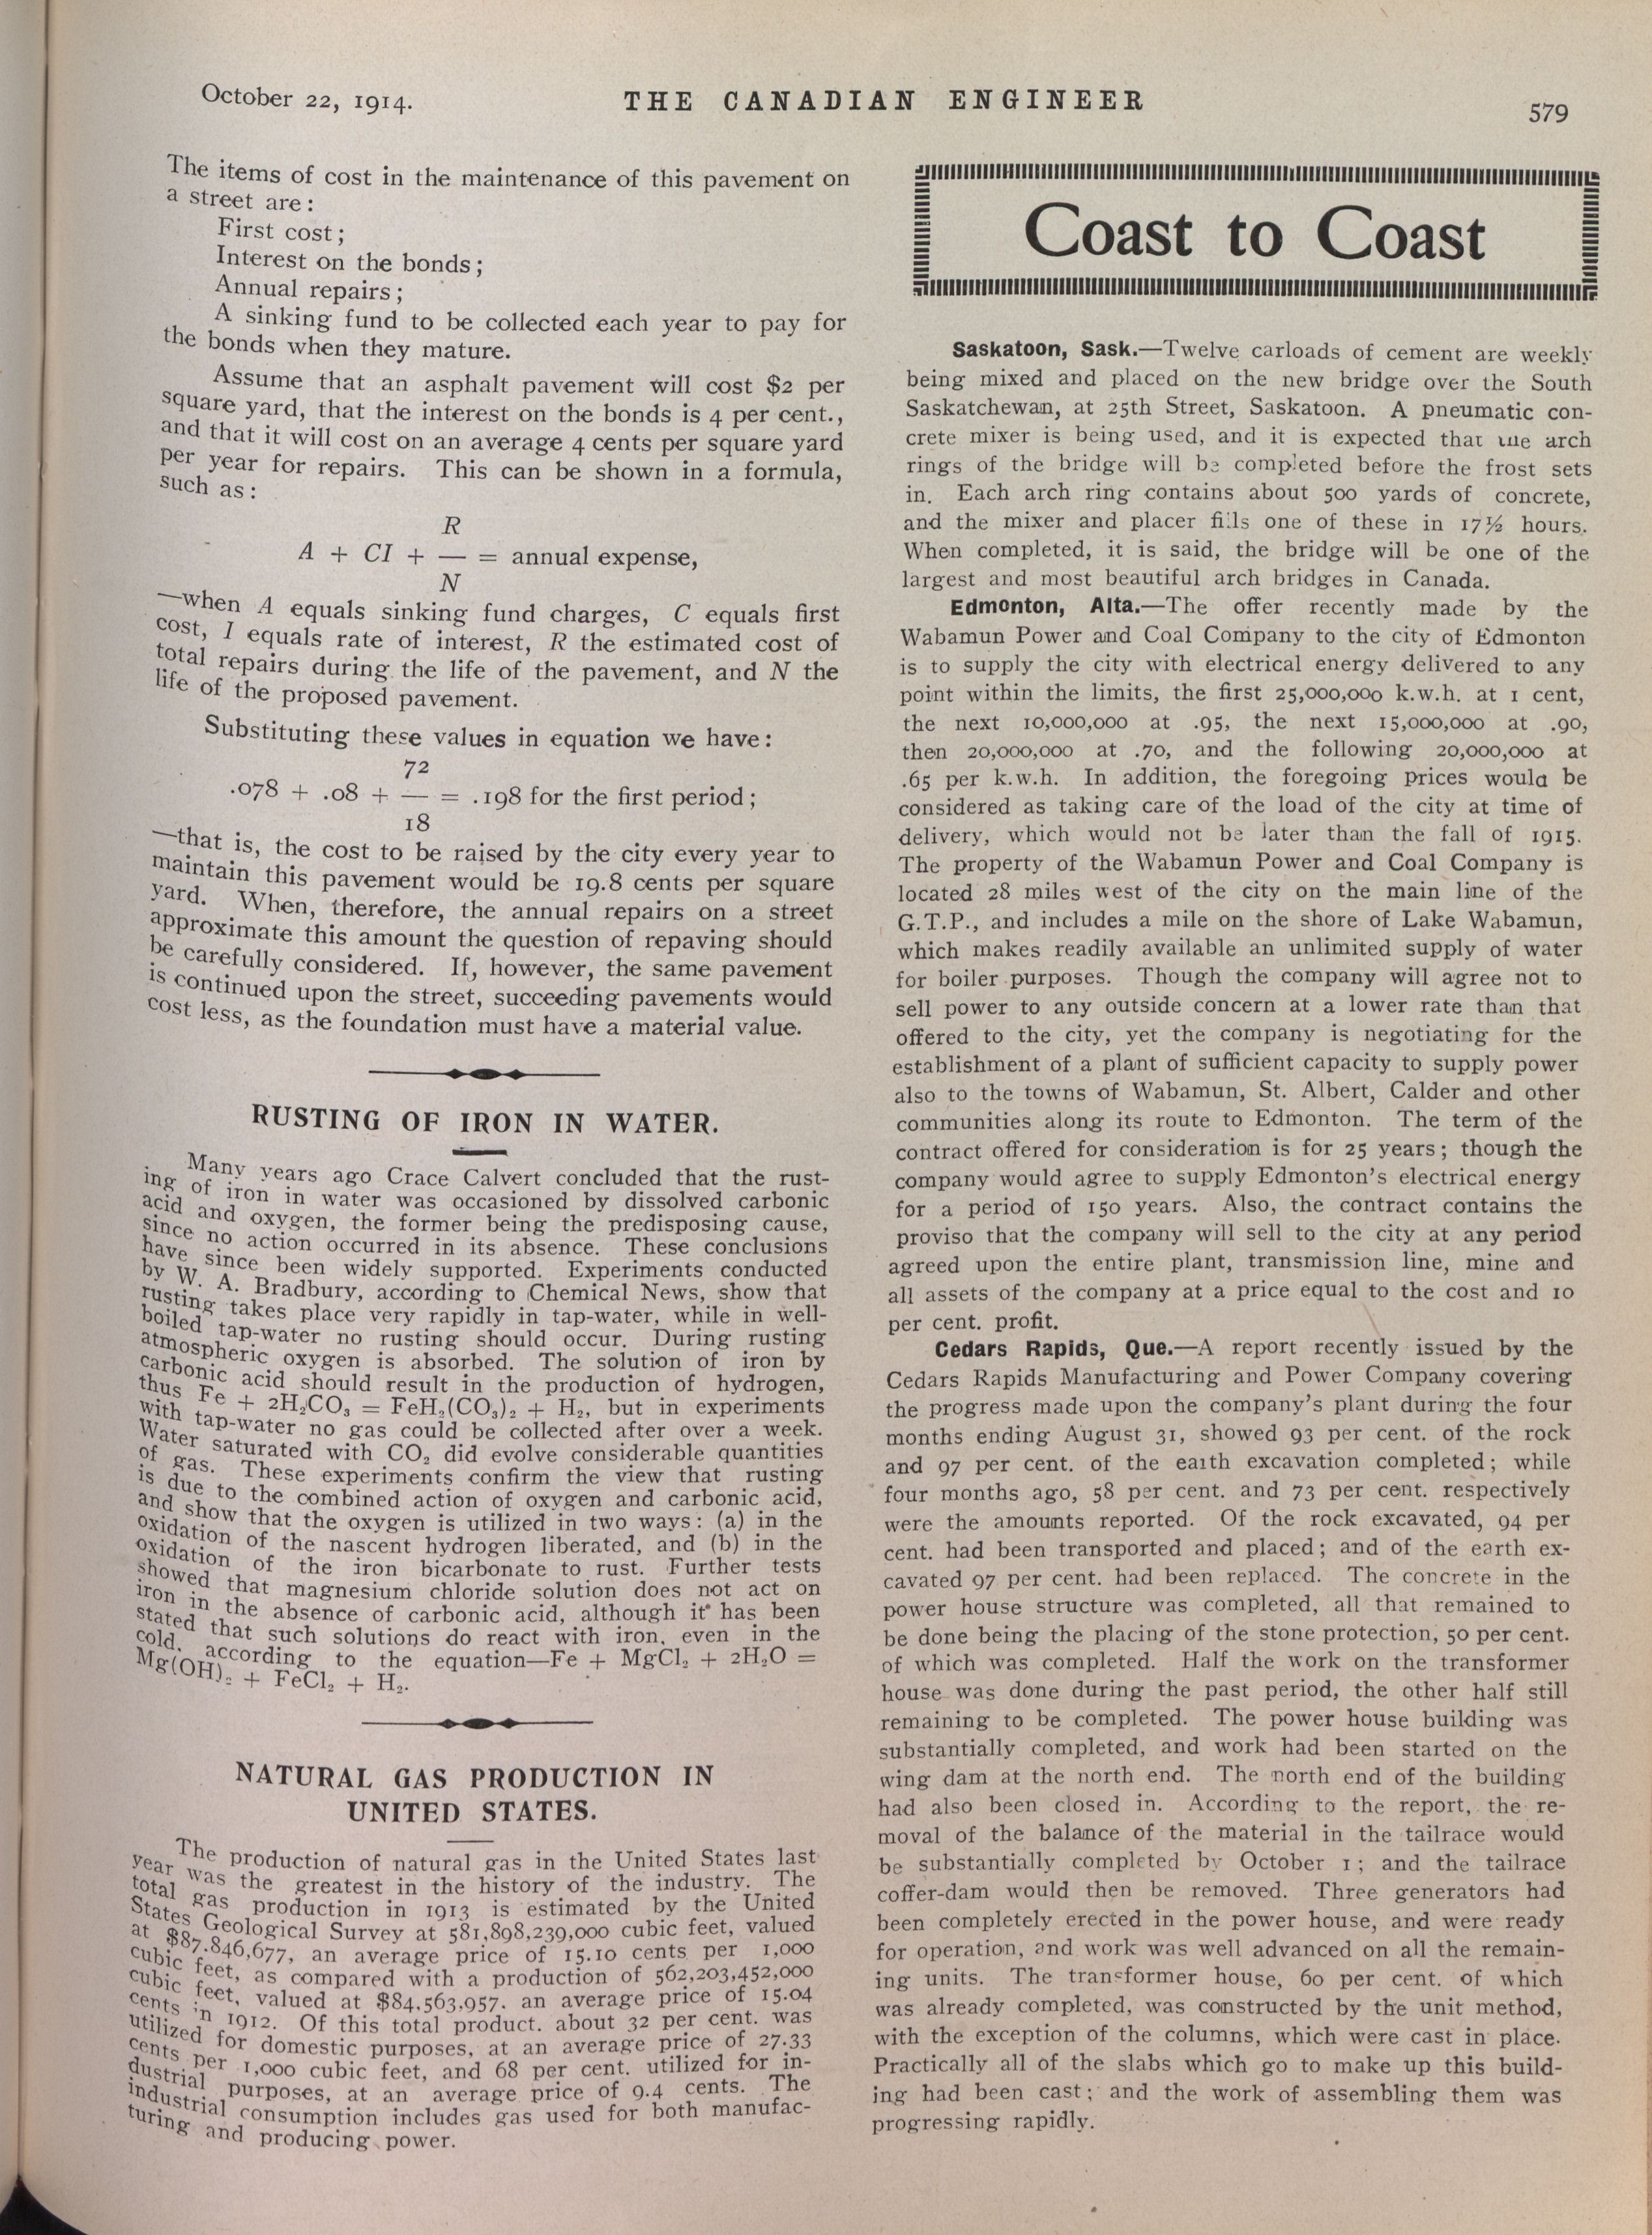 October 22, 1914.
THE CANADIAN ENGINEER
579
The items of cost in the maintenance of this pavement on
a street are:
First cost;
Interest on the bonds;
Annual repairs;
A sinking fund to be collected each year to pay for
the bonds when they mature.
Assume that an asphalt pavement will cost $2 per
square yard, that the interest on the bonds is 4 per cent.,
and that it will cost on an average 4 cents per square yard
per year for repairs. This can be shown in a formula,
such as:
R
A + CI + — = annual expense,
N
—when A equals sinking fund charges, C equals first
cost, I equals rate of interest, R the estimated cost of
total repairs during the life of the pavement, and N the
life of the proposed pavement.
Substituting these values in equation we have:
72
.078 + .08 + — = .198 for the first period;
18
—that is, the cost to be raised by the city every year to
maintain this pavement would be 19.8 cents per square
yard. When, therefore, the annual repairs on a street
approximate this amount the question of repaving should
be carefully considered. If, however, the same pavement
is continued upon the street, succeeding pavements would
cost less, as the foundation must have a material value.
RUSTING OF IRON IN WATER.
Many years ago Crace Calvert concluded that the rust-
ing of iron in water was occasioned by dissolved carbonic
acid and oxygen, the former being the predisposing cause,
since no action occurred in its absence. These conclusions
have since been widely supported. Experiments conducted
by W. A. Bradbury, according to Chemical News, show that
rusting takes place very rapidly in tap-water, while in well-
boiled tap-water no rusting should occur. During rusting
atmospheric oxygen is absorbed. The solution of iron by
carbonic acid should result in the production of hydrogen,
thus Fe + 2H₂CO₃ = FeH₂(CO₃)₂ + H₂, but in experiments
with tap-water no gas could be collected after over a week.
Water saturated with CO₂ did evolve considerable quantities
of gas. These experiments confirm the view that rusting
is due to the combined action of oxygen and carbonic acid,
and show that the oxygen is utilized in two ways: (a) in the
oxidation of the nascent hydrogen liberated, and (b) in the
oxidation of the iron bicarbonate to rust. Further tests
showed that magnesium chloride solution does not act on
iron in the absence of carbonic acid, although it has been
stated that such solutions do react with iron, even in the
cold, according to the equation—Fe + MgCl₂ + 2H₂O =
Mg(OH)₂ + FeCl₂ + H₂.
NATURAL GAS PRODUCTION IN
UNITED STATES.
The production of natural gas in the United States last
year was the greatest in the history of the industry. The
total gas production in 1913 is estimated by the United
States Geological Survey at 581,898,239,000 cubic feet, valued
at $87,846,677, an average price of 15.10 cents per 1,000
cubic feet, as compared with a production of 562,203,452,000
cubic feet, valued at $84,563,957, an average price of 15.04
cents in 1912. Of this total product, about 32 per cent. was
utilized for domestic purposes, at an average price of 27.33
cents per 1,000 cubic feet, and 68 per cent. utilized for in-
dustrial purposes, at an average price of 9.4 cents. The
industrial consumption includes gas used for both manufac-
turing and producing power.
Coast to Coast
Saskatoon, Sask.—Twelve carloads of cement are weekly
being mixed and placed on the new bridge over the South
Saskatchewan, at 25th Street, Saskatoon. A pneumatic con-
crete mixer is being used, and it is expected that the arch
rings of the bridge will be completed before the frost sets
in. Each arch ring contains about 500 yards of concrete,
and the mixer and placer fills one of these in 17½ hours.
When completed, it is said, the bridge will be one of the
largest and most beautiful arch bridges in Canada.
Edmonton, Alta.—The offer recently made by the
Wabamun Power and Coal Company to the city of Edmonton
is to supply the city with electrical energy delivered to any
point within the limits, the first 25,000,000 k.w.h. at 1 cent,
the next 10,000,000 at .95, the next 15,000,000 at .90,
then 20,000,000 at .70, and the following 20,000,000 at
.65 per k.w.h. In addition, the foregoing prices would be
considered as taking care of the load of the city at time of
delivery, which would not be later than the fall of 1915.
The property of the Wabamun Power and Coal Company is
located 28 miles west of the city on the main line of the
G.T.P., and includes a mile on the shore of Lake Wabamun,
which makes readily available an unlimited supply of water
for boiler purposes. Though the company will agree not to
sell power to any outside concern at a lower rate than that
offered to the city, yet the company is negotiating for the
establishment of a plant of sufficient capacity to supply power
also to the towns of Wabamun, St. Albert, Calder and other
communities along its route to Edmonton. The term of the
contract offered for consideration is for 25 years; though the
company would agree to supply Edmonton's electrical energy
for a period of 150 years. Also, the contract contains the
proviso that the company will sell to the city at any period
agreed upon the entire plant, transmission line, mine and
all assets of the company at a price equal to the cost and 10
per cent. profit.
Cedars Rapids, Que.—A report recently issued by the
Cedars Rapids Manufacturing and Power Company covering
the progress made upon the company's plant during the four
months ending August 31, showed 93 per cent. of the rock
and 97 per cent. of the earth excavation completed; while
four months ago, 58 per cent. and 73 per cent. respectively
were the amounts reported. Of the rock excavated, 94 per
cent. had been transported and placed; and of the earth ex-
cavated 97 per cent. had been replaced. The concrete in the
power house structure was completed, all that remained to
be done being the placing of the stone protection, 50 per cent.
of which was completed. Half the work on the transformer
house was done during the past period, the other half still
remaining to be completed. The power house building was
substantially completed, and work had been started on the
wing dam at the north end. The north end of the building
had also been closed in. According to the report, the re-
moval of the balance of the material in the tailrace would
be substantially completed by October 1; and the tailrace
coffer-dam would then be removed. Three generators had
been completely erected in the power house, and were ready
for operation, and work was well advanced on all the remain-
ing units. The transformer house, 60 per cent. of which
was already completed, was constructed by the unit method,
with the exception of the columns, which were cast in place.
Practically all of the slabs which go to make up this build-
ing had been cast; and the work of assembling them was
progressing rapidly.